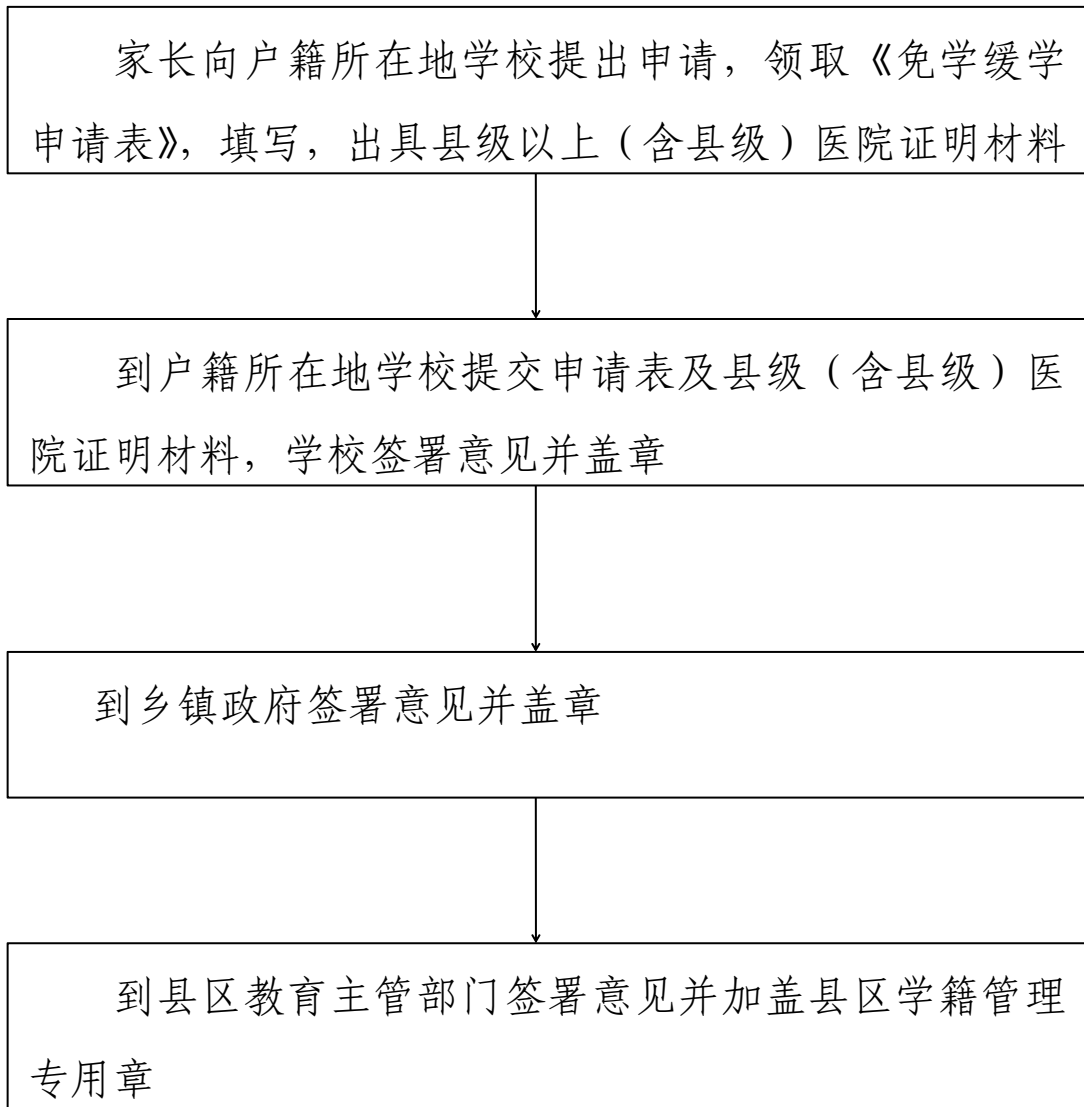 家长向户籍所在地学校提出申请，领取《免学缓学
申请表》，填写，出具县级以上（含县级）医院证明材料
到户籍所在地学校提交申请表及县级（含县级）医
院证明材料，学校签署意见并盖章
到乡镇政府签署意见并盖章
到县区教育主管部门签署意见并加盖县区学籍管理
专用章